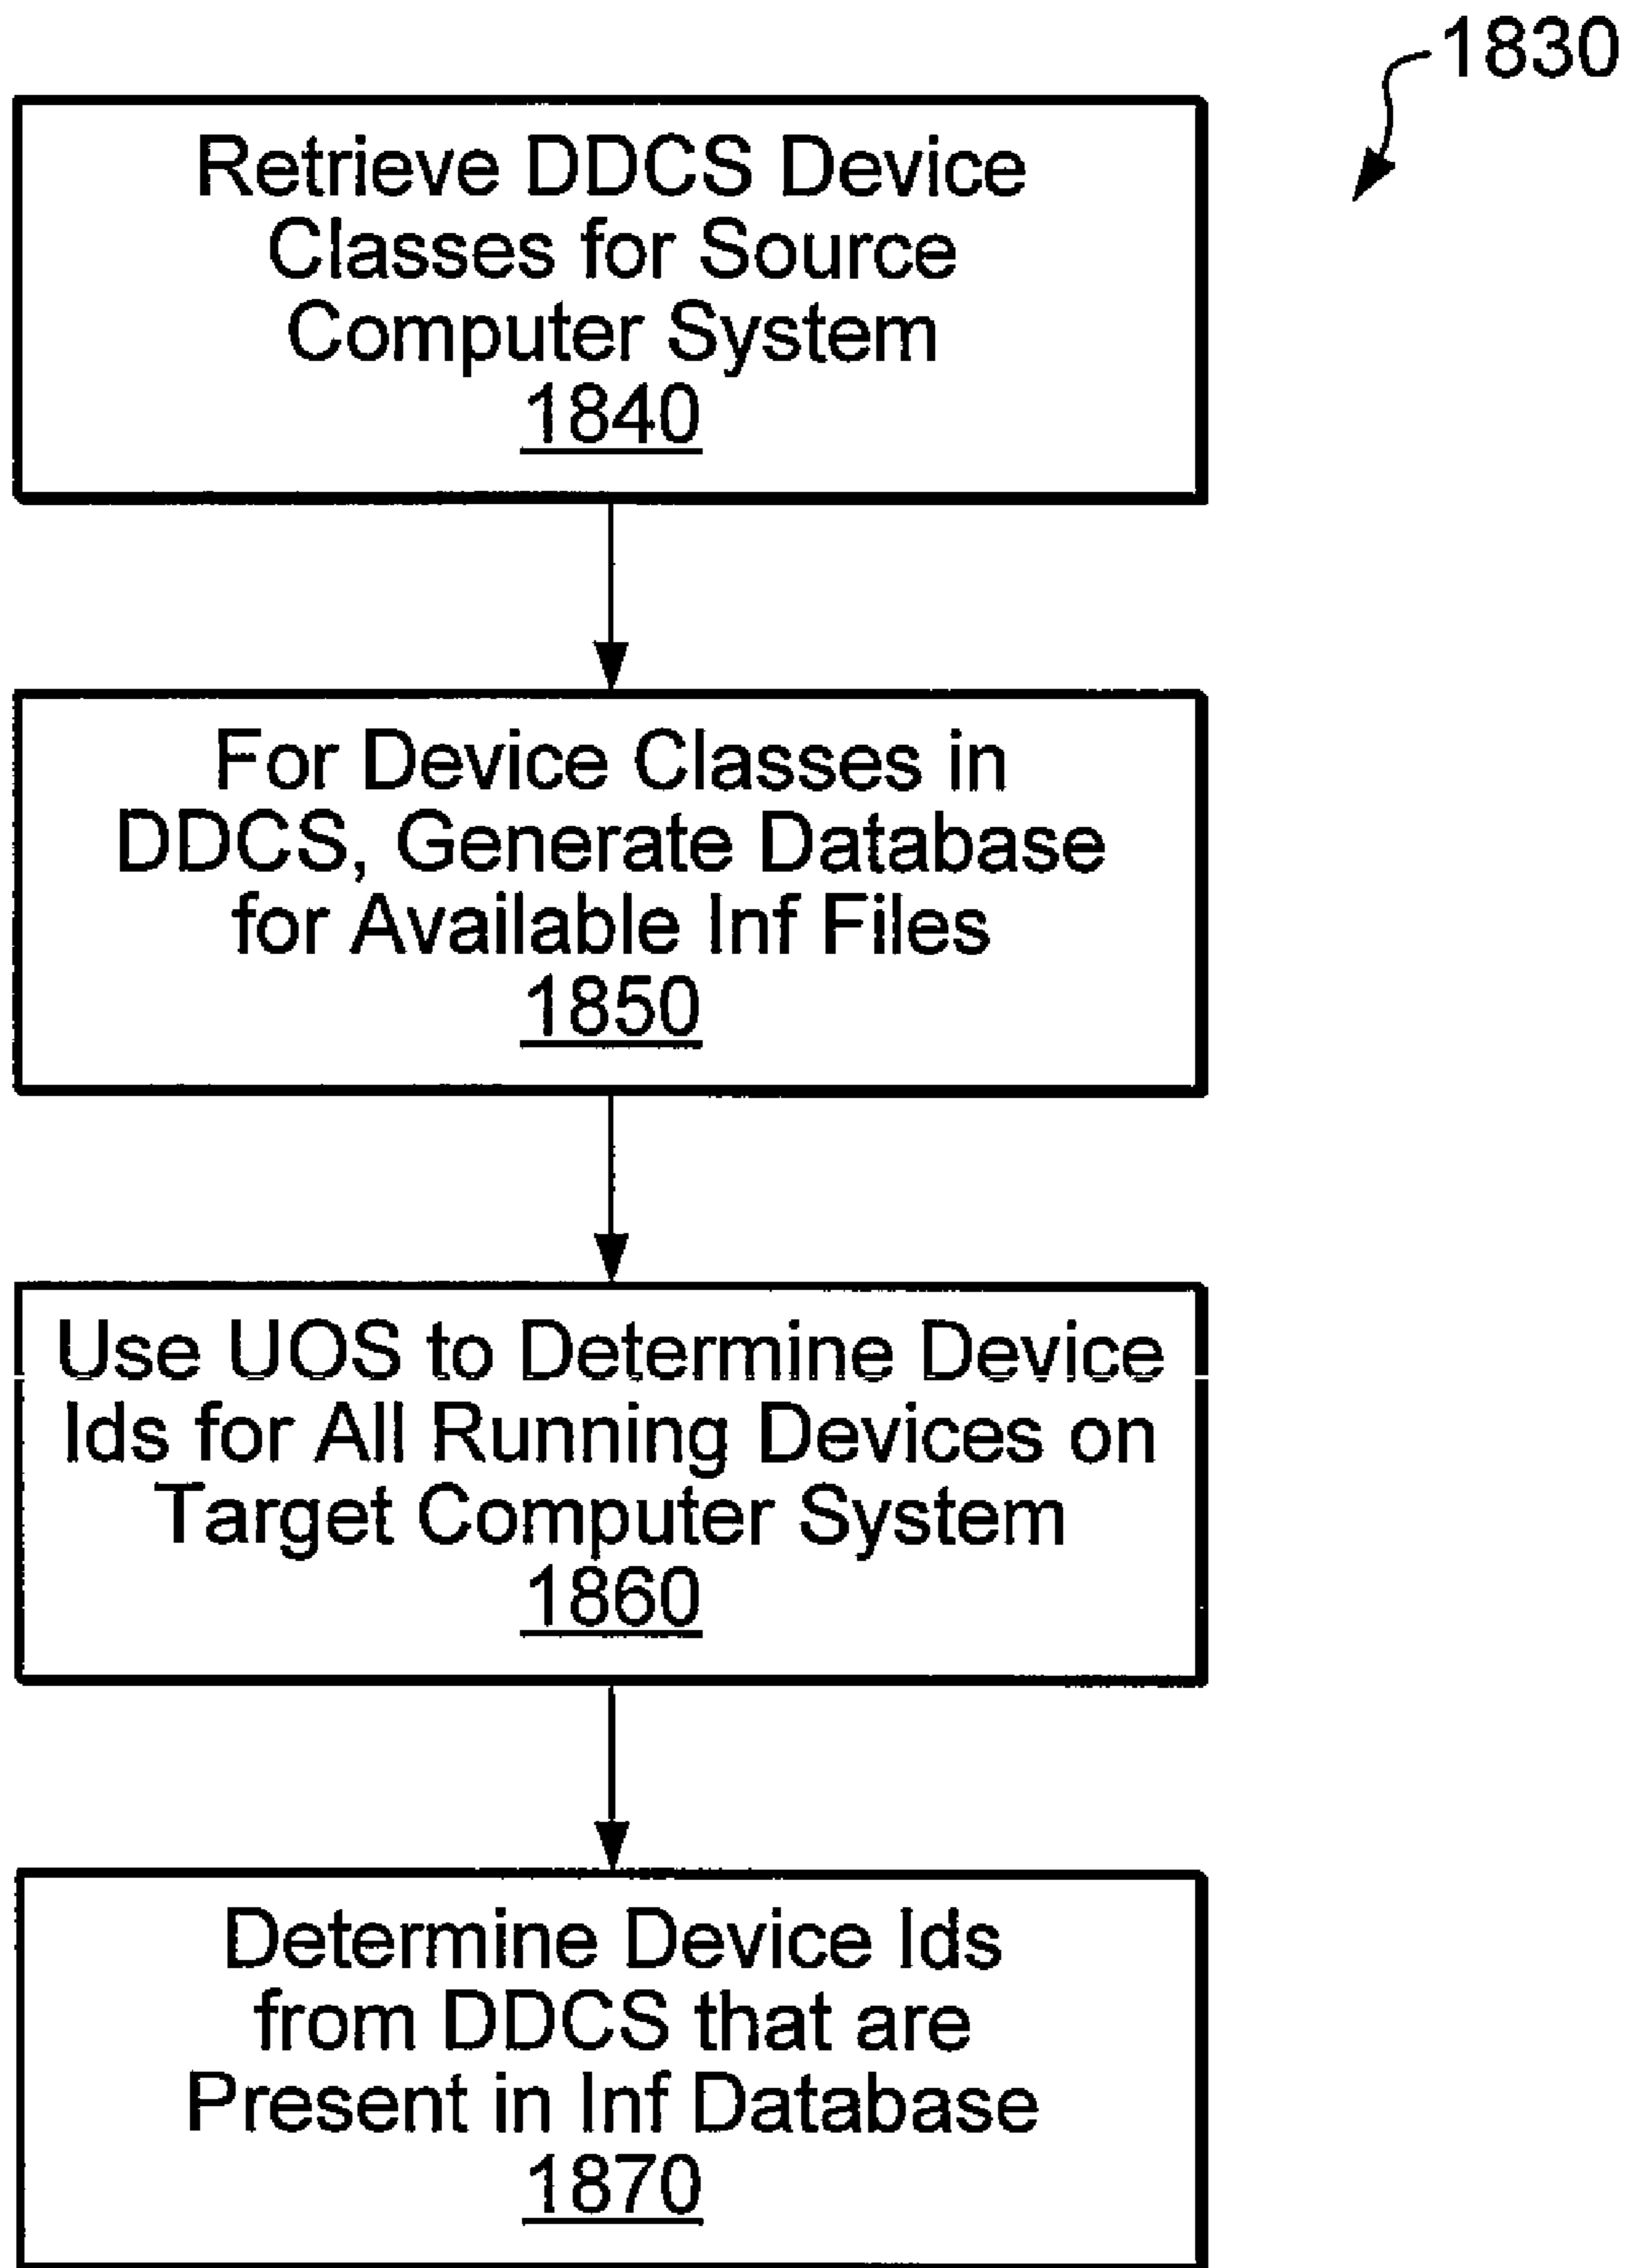 1830
Retrieve DDCS Device
Classes for Source
Computer System
1840
For Device Classes in
DDCS, Generate Database
for Available Inf Files
1850
Use UOS to Determine Device
Ids for All Running Devices on
Target Computer System
1860
Determine Device Ids
from DDCS that are
Present in Inf Database
1870